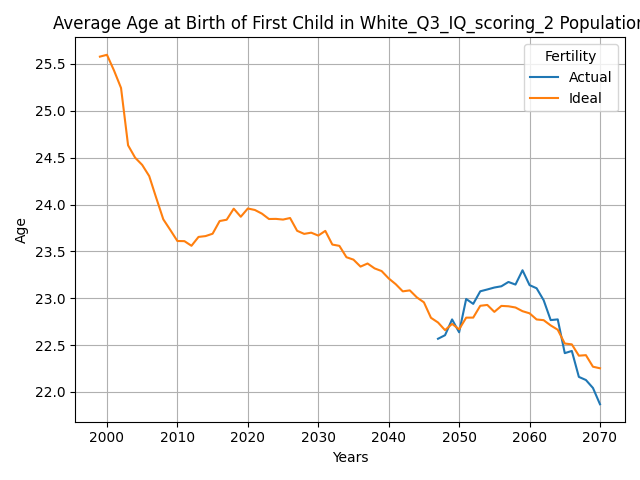 Average Age at Birth of First Child in White_Q3_IQ_scoring_2 Population
Fertility
Actual
Ideal
25.5
25.0
24.5
24.0
23.5
23.0
22.5
22.0
Age
2000 2010 2020 2030 2040 2050 2060 2070
Years